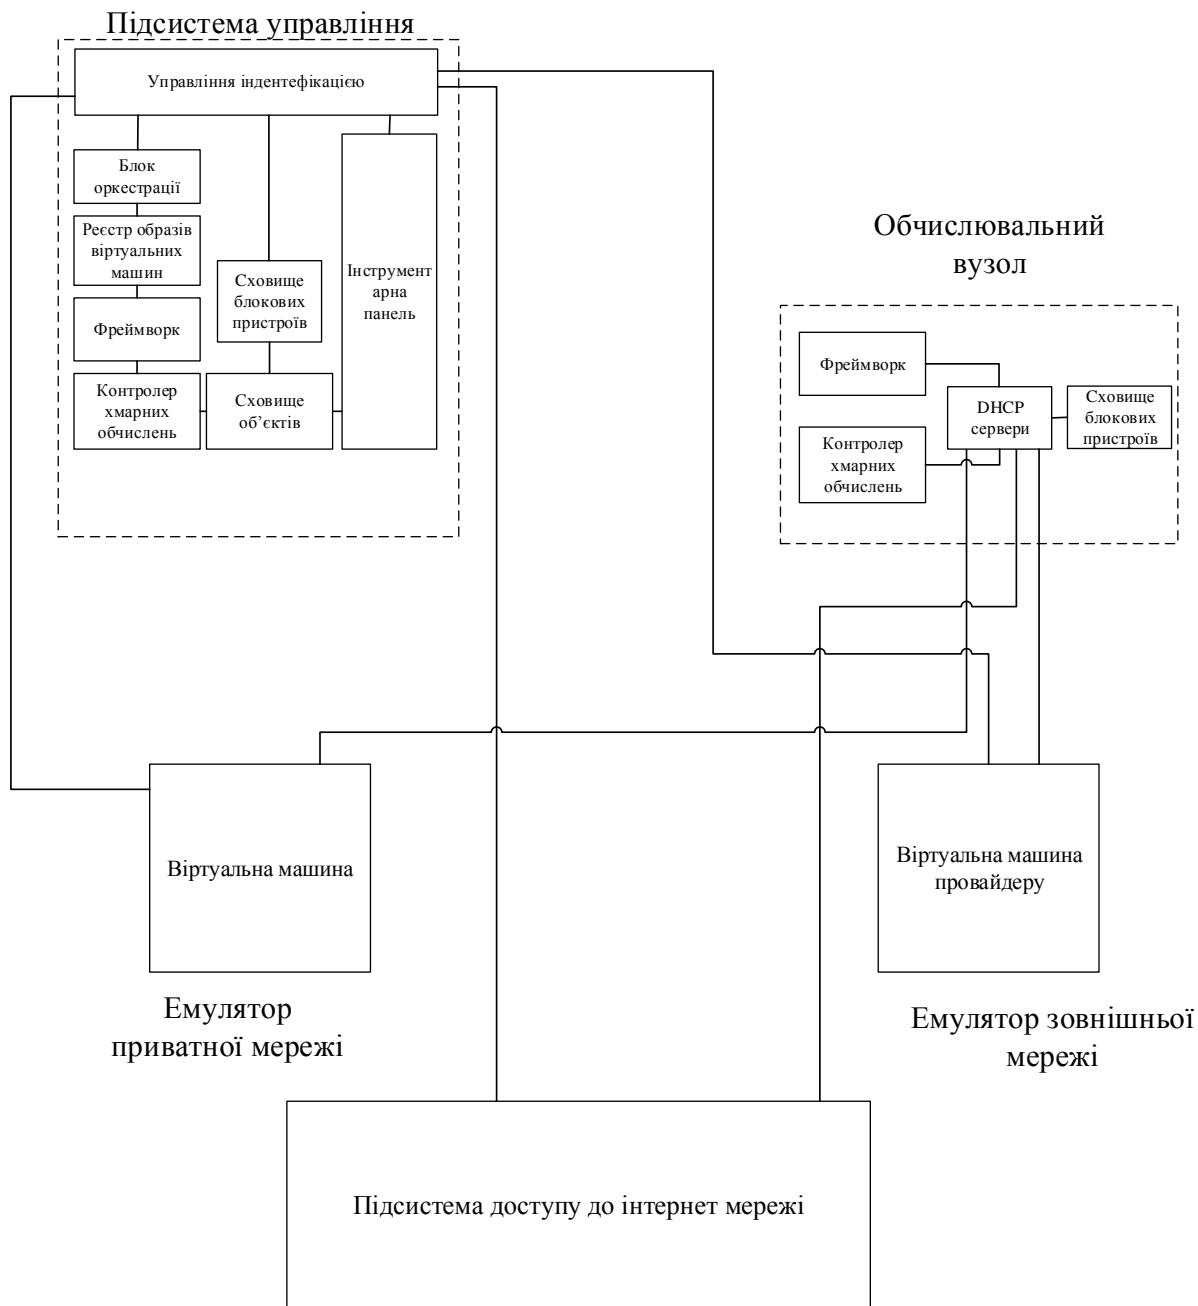 Підсистема управління
Управління індентефікацією
Блок
оркестрації
Реєстр образів
віртуальних
машин
Фреймворк
Контролер
хмарних
обчислень
Сховище
блокових
пристроїв
Сховище
об’єктів
Інструмент
арна
панель
Обчислювальний
вузол
Фреймворк
Контролер
хмарних
обчислень
DHCP
сервери
Сховище
блокових
пристроїв
Віртуальна машина
Емулятор
приватної мережі
Віртуальна машина
провайдеру
Емулятор зовнішньої
мережі
Підсистема доступу до інтернет мережі